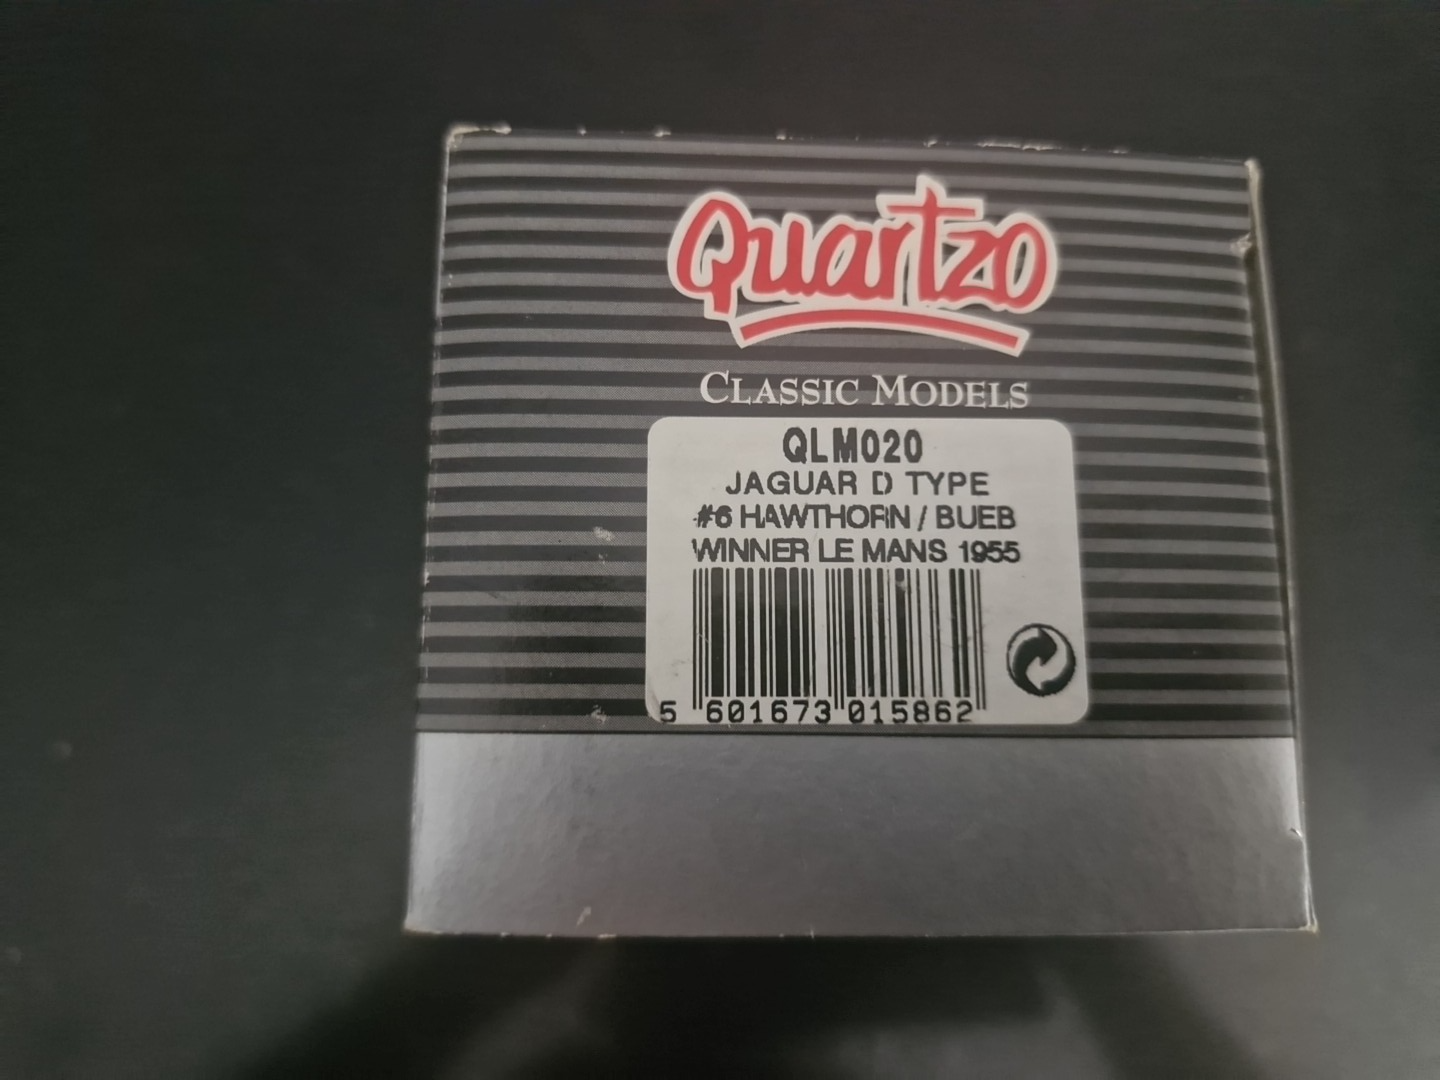 Quartzo
CLASSIC MODELS
QLM020
JAGUAR D TYPE
#6 HAWTHORN / BUEB
WINNER LE MANS 1955
5 601673 015862